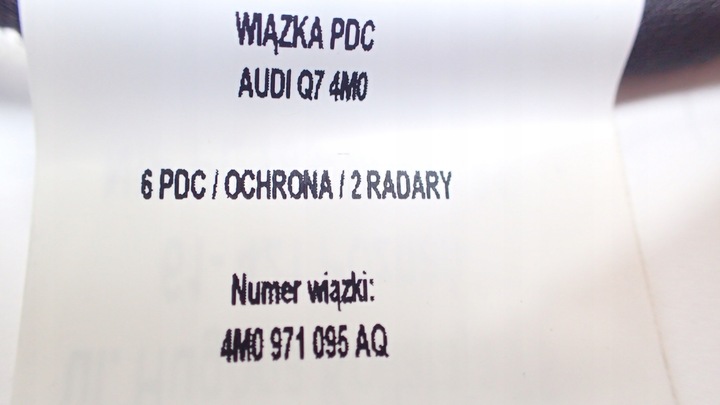 WIĄZKA PDC
AUDI Q7 4M0
6 PDC / OCHRONA / 2 RADARY
Numer wiązki:
4M0 971 095 AQ